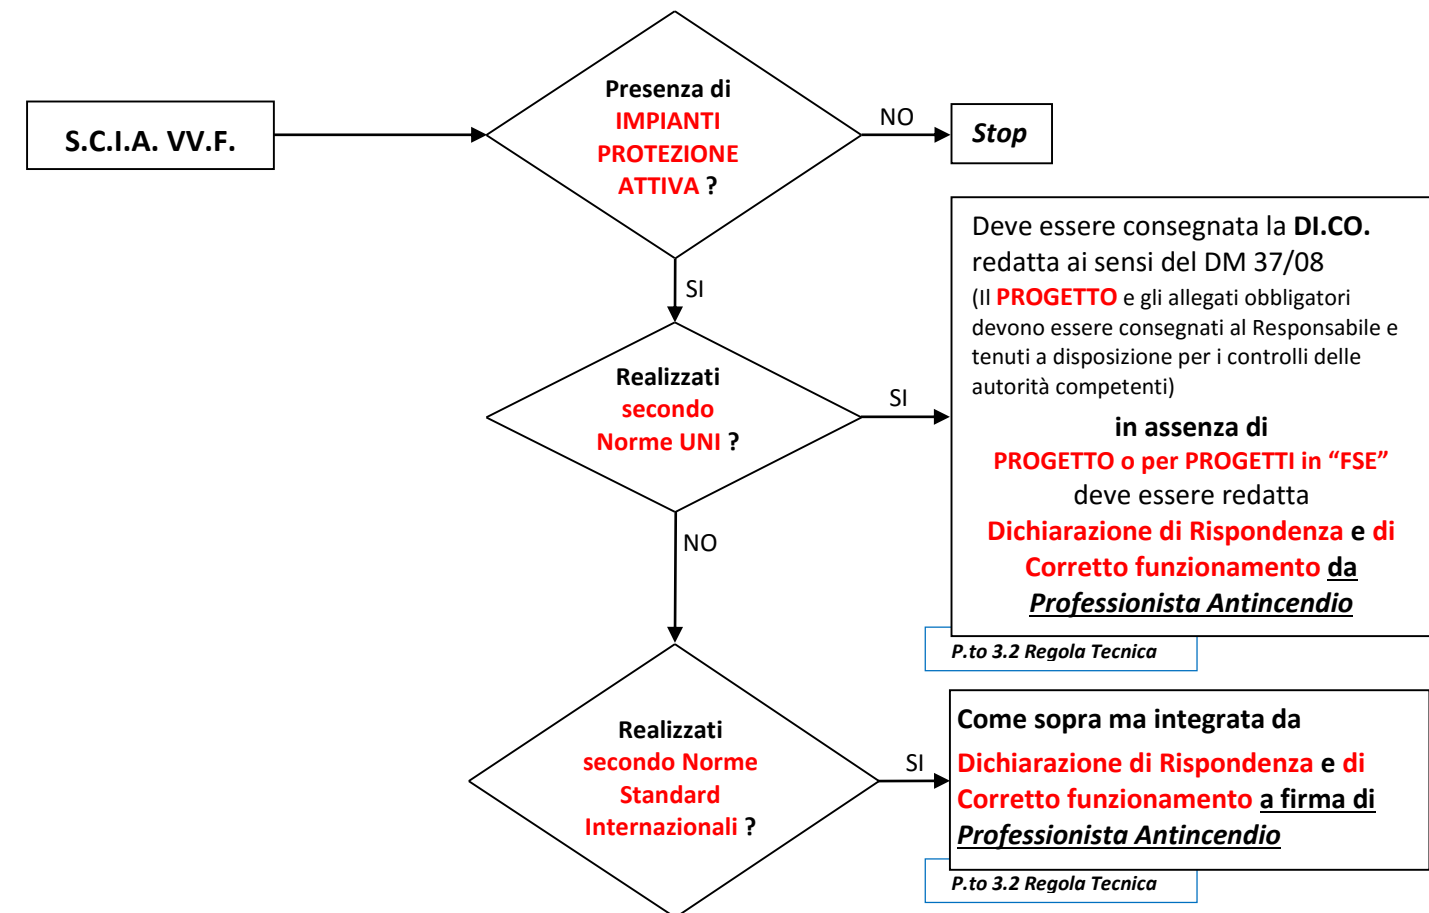 S.C.I.A. VV.F.
Presenza di
IMPIANTI
PROTEZIONE
ATTIVA ?
NO
Stop
SI
Realizzati
secondo
Norme UNI ?
SI
Deve essere consegnata la DI.CO.
redatta ai sensi del DM 37/08
(Il PROGETTO e gli allegati obbligatori
devono essere consegnati al Responsabile e
tenuti a disposizione per i controlli delle
autorità competenti)
in assenza di
PROGETTO o per PROGETTI in “FSE”
deve essere redatta
Dichiarazione di Rispondenza e di
Corretto funzionamento da
Professionista Antincendio
P.to 3.2 Regola Tecnica
NO
Realizzati
secondo Norme
Standard
Internazionali ?
SI
Come sopra ma integrata da
Dichiarazione di Rispondenza e di
Corretto funzionamento a firma di
Professionista Antincendio
P.to 3.2 Regola Tecnica